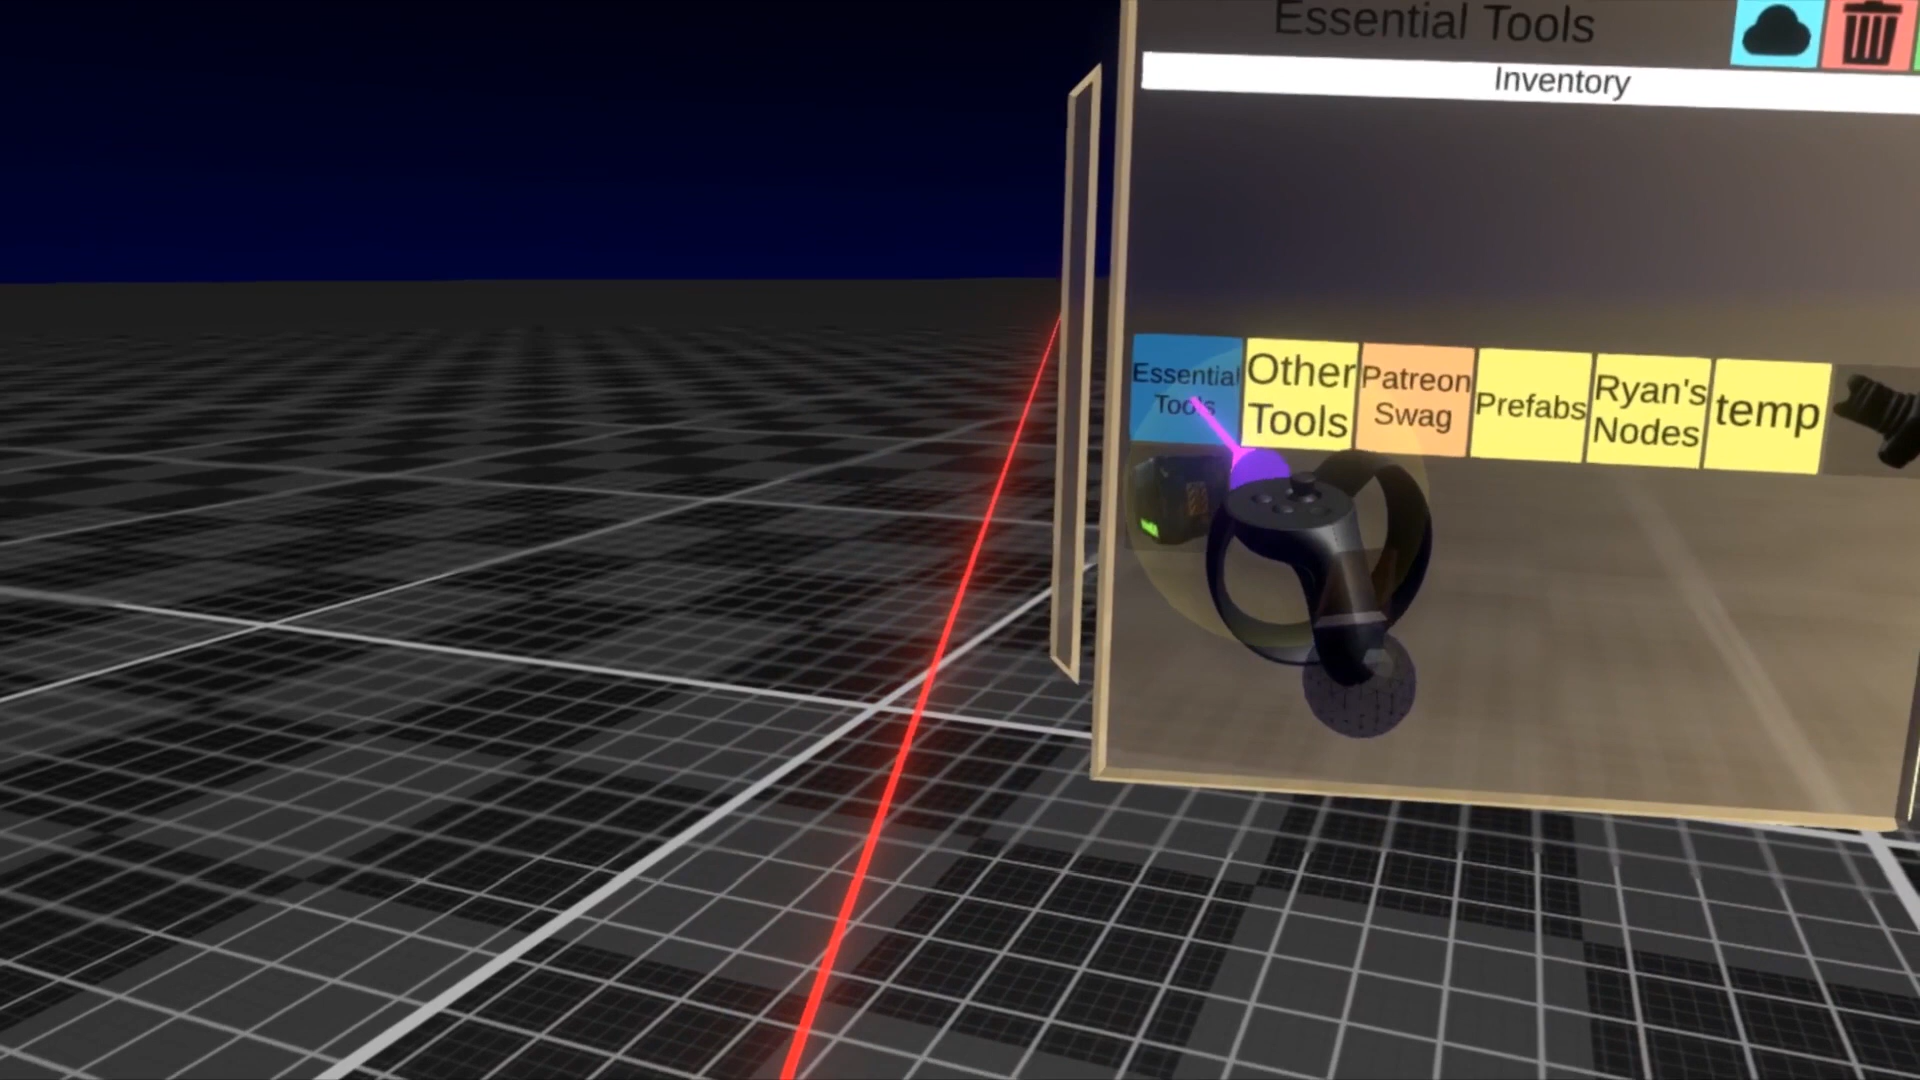 Essential Tools
Inventory
Essential
Tools
Other
Tools
Patreon
Swag
Prefabs
Ryan's
Nodes
temp